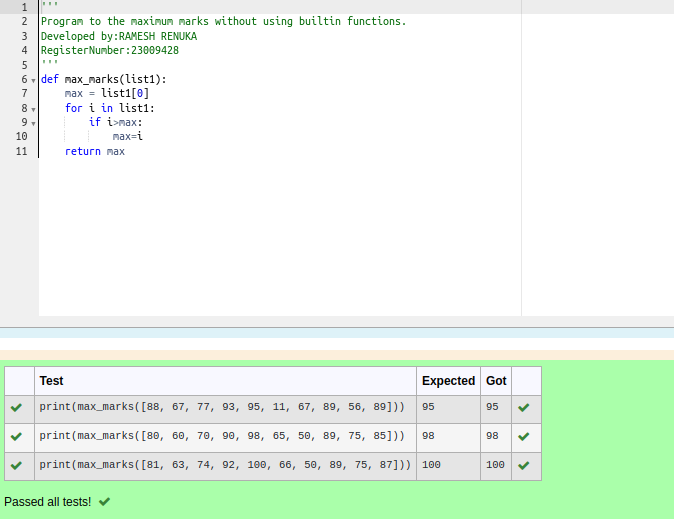 1 '''
2 Program to the maximum marks without using builtin functions.
3 Developed by:RAMESH RENUKA
4 RegisterNumber:23009428
5 '''
6 def max_marks(list1):
7 max = list1[0]
8 for i in list1:
9 if i>max:
10 max=i
11 return max
Test Expected Got
print(max_marks([88, 67, 77, 93, 95, 11, 67, 89, 56, 89])) 95 95
print(max_marks([80, 60, 70, 90, 98, 65, 50, 89, 75, 85])) 98 98
print(max_marks([81, 63, 74, 92, 100, 66, 50, 89, 75, 87])) 100 100
Passed all tests!